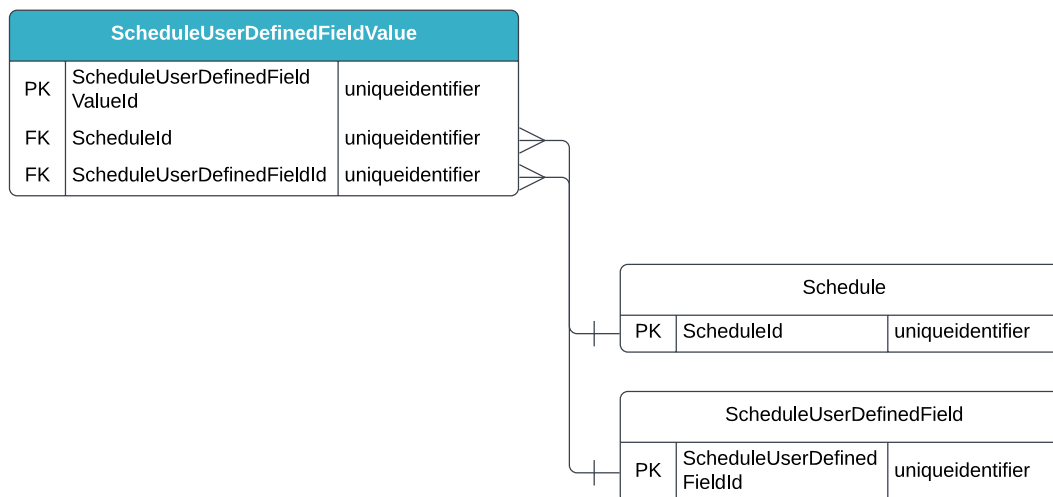 ScheduleUserDefinedFieldValue
PK ScheduleUserDefinedField uniqueidentifier
ValueId
FK ScheduleId uniqueidentifier
FK ScheduleUserDefinedFieldId uniqueidentifier
Schedule
PK ScheduleId uniqueidentifier
ScheduleUserDefinedField
PK ScheduleUserDefined uniqueidentifier
FieldId